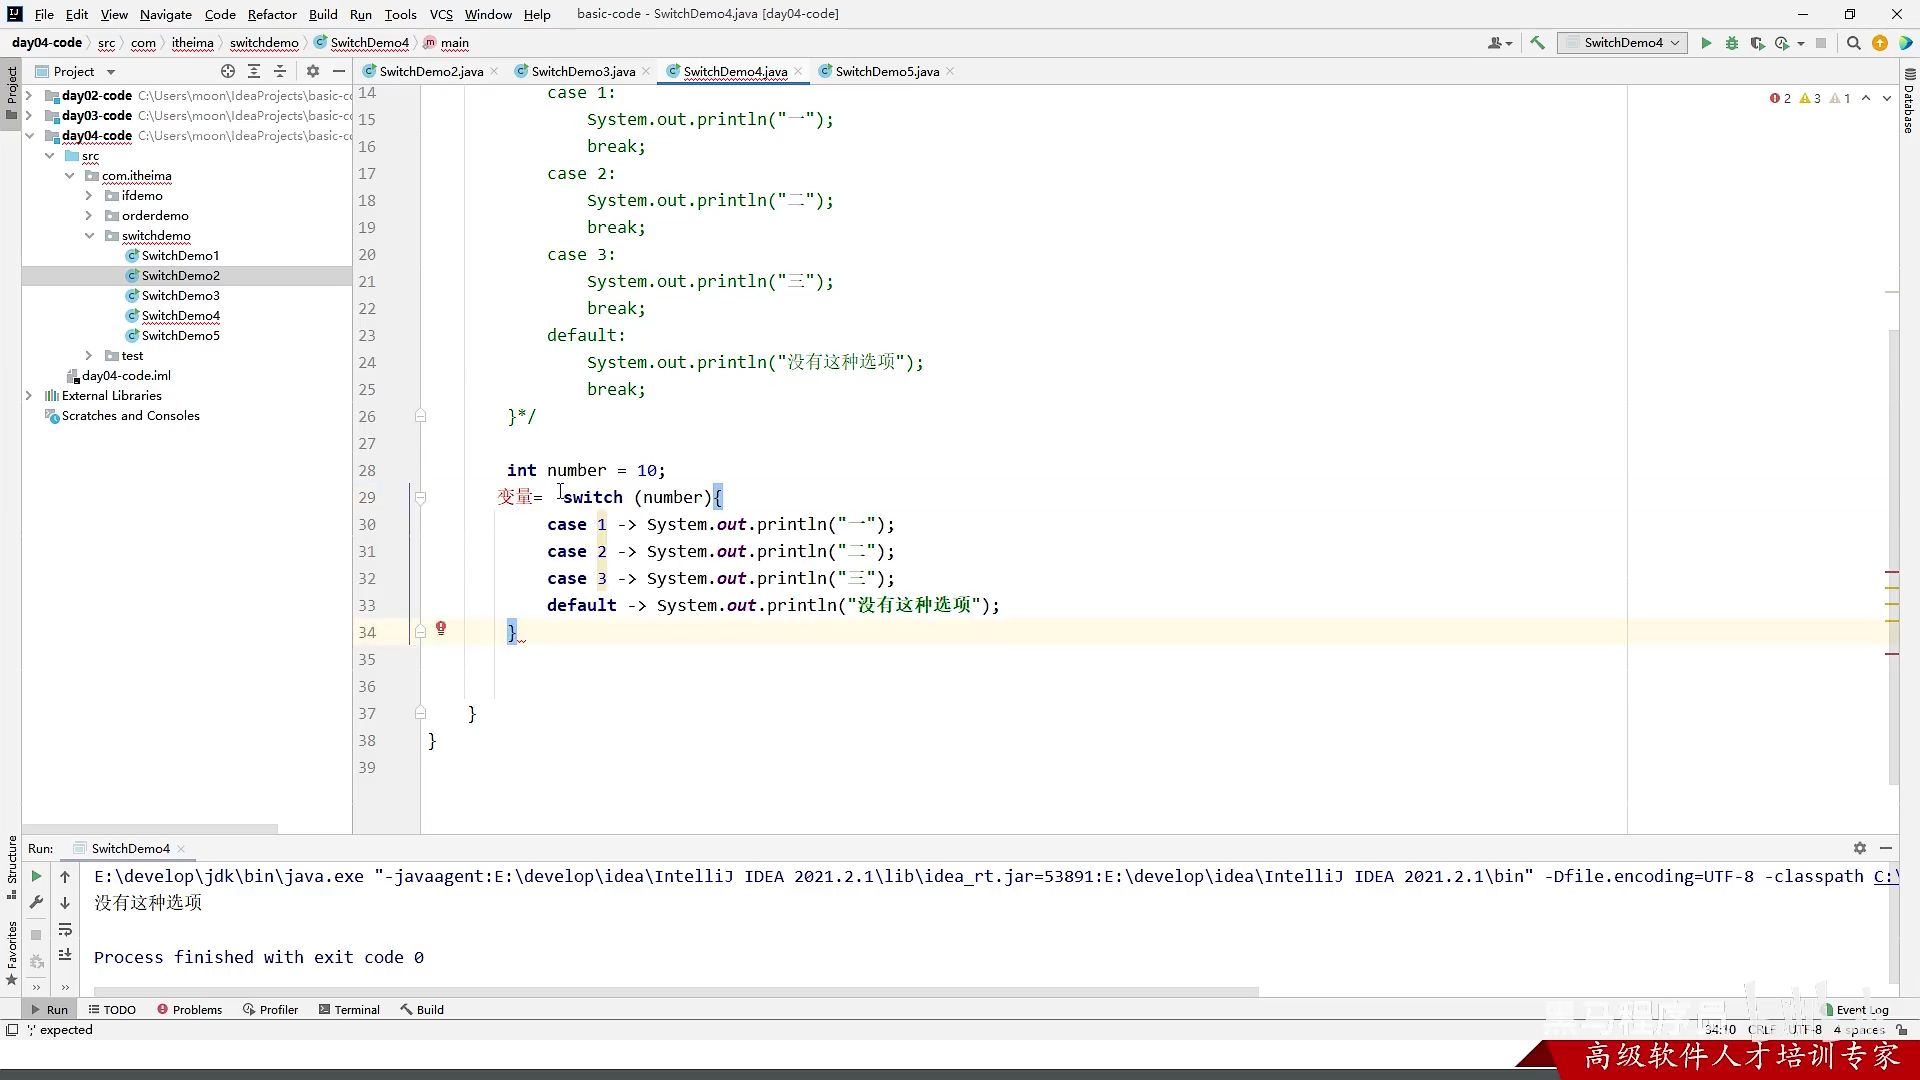 File Edit View Navigate Code Refactor Build Run Tools VCS Window Help basic-code - SwitchDemo4.java [day04-code]
day04-code src com itheima switchdemo SwitchDemo4 main SwitchDemo4
Project
SwitchDemo2.java SwitchDemo3.java SwitchDemo4.java SwitchDemo5.java
Project
Database
day02-code C:\Users\moon\IdeaProjects\basic-c
day03-code C:\Users\moon\IdeaProjects\basic-c
day04-code C:\Users\moon\IdeaProjects\basic-c
src
com.itheima
ifdemo
orderdemo
switchdemo
SwitchDemo1
SwitchDemo2
SwitchDemo3
SwitchDemo4
SwitchDemo5
test
day04-code.iml
External Libraries
Scratches and Consoles
2 3 1
14 case 1:
15 System.out.println("一");
16 break;
17 case 2:
18 System.out.println("二");
19 break;
20 case 3:
21 System.out.println("三");
22 break;
23 default:
24 System.out.println("没有这种选项");
25 break;
26 }*/
27
28 int number = 10;
29 变量= switch (number){
30 case 1 -> System.out.println("一");
31 case 2 -> System.out.println("二");
32 case 3 -> System.out.println("三");
33 default -> System.out.println("没有这种选项");
34 }
35
36
37 }
38 }
39
Structure
Favorites
Run: SwitchDemo4
E:\develop\jdk\bin\java.exe "-javaagent:E:\develop\idea\IntelliJ IDEA 2021.2.1\lib\idea_rt.jar=53891:E:\develop\idea\IntelliJ IDEA 2021.2.1\bin" -Dfile.encoding=UTF-8 -classpath C:\
没有这种选项
Process finished with exit code 0
Run TODO Problems Profiler Terminal Build Event Log
';' expected 34:10 CRLF UTF-8 4 spaces
黑马程序员
高级软件人才培训专家